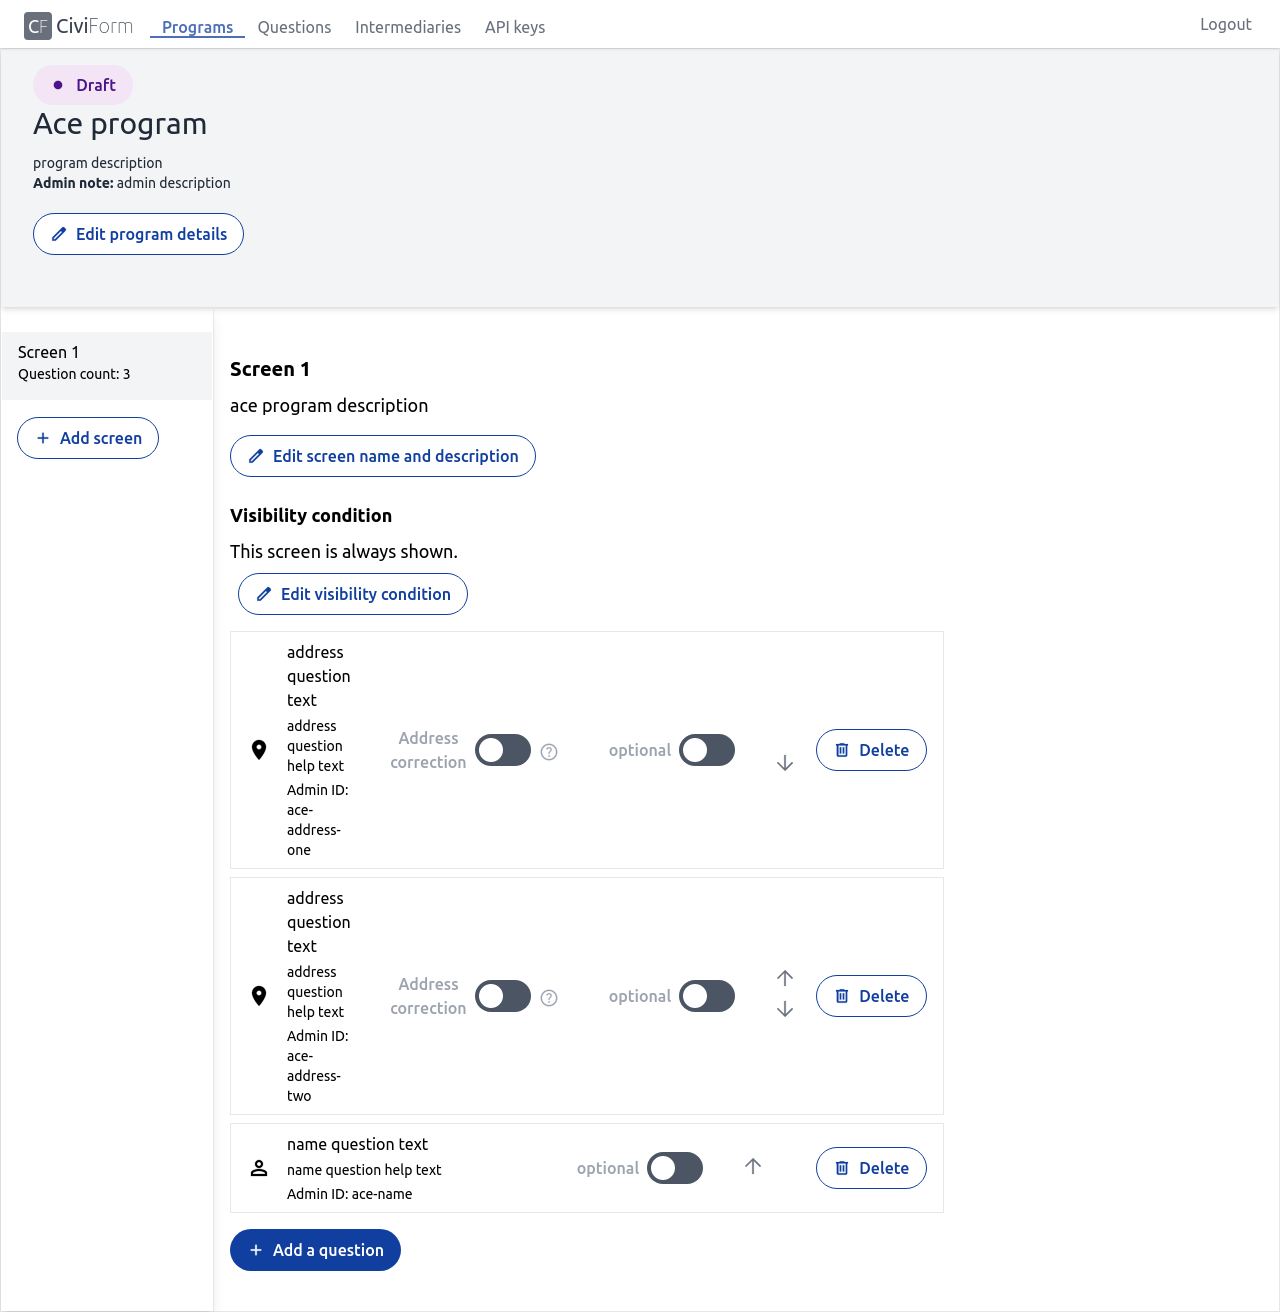 CF CiviForm Programs Questions Intermediaries API keys Logout
Draft
Ace program
program description
Admin note: admin description
Edit program details
Screen 1
Question count: 3
Add screen
Screen 1
ace program description
Edit screen name and description
Visibility condition
This screen is always shown.
Edit visibility condition
address
question
text
address
question
help text
Admin ID:
ace-
address-
one
Address
correction
optional
Delete
address
question
text
address
question
help text
Admin ID:
ace-
address-
two
Address
correction
optional
Delete
name question text
name question help text
Admin ID: ace-name
optional
Delete
Add a question